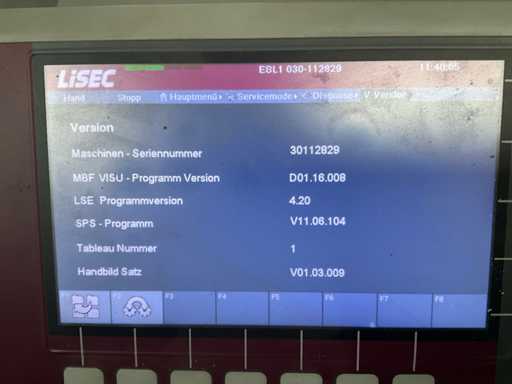 LiSEC
EBL1 030-112829 11:40:05
Hand Stopp Hauptmenü Servicemode Diagnose V Version
Version
Maschinen - Seriennummer 30112829
MBF VISU - Programm Version D01.16.008
LSE Programmversion 4.20
SPS - Programm V11.06.104
Tableau Nummer 1
Handbild Satz V01.03.009
F2 F3 F4 F5 F6 F7 F8